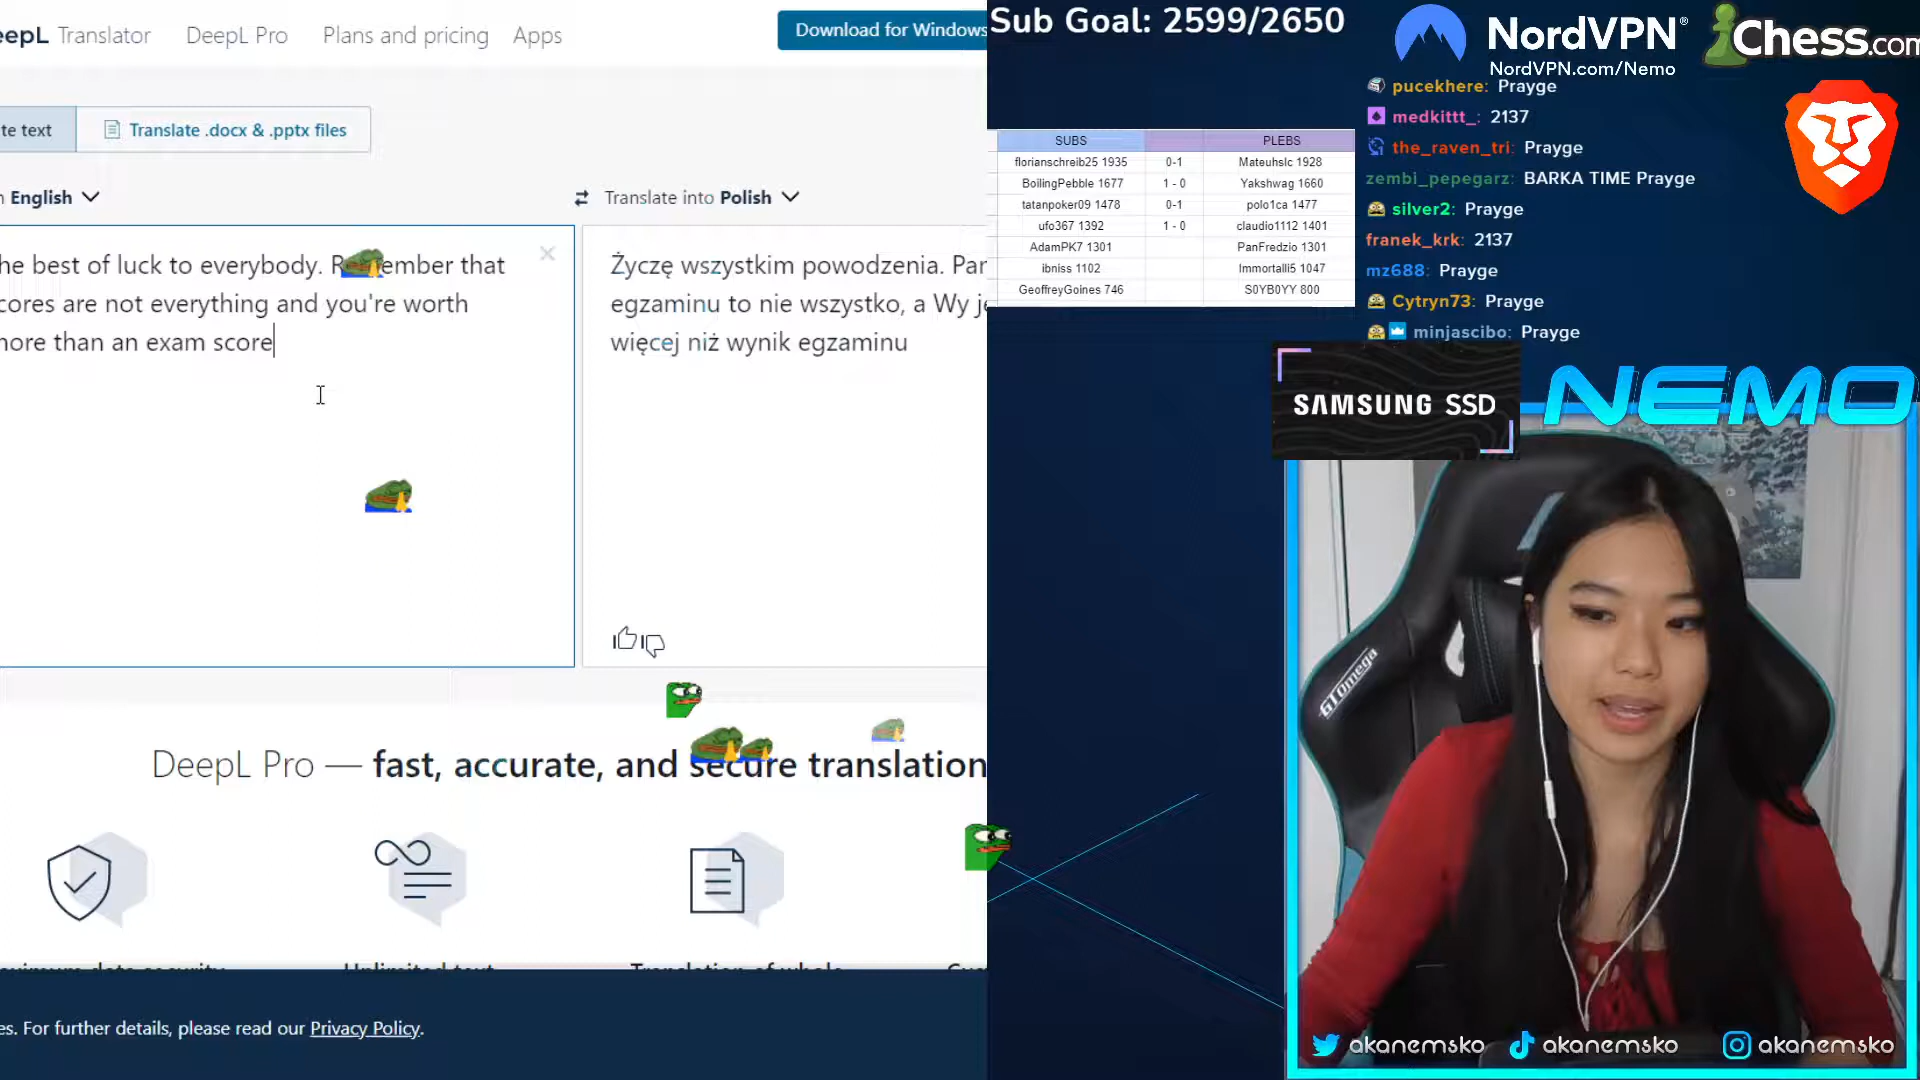 eepL Translator DeepL Pro Plans and pricing Apps
Download for Windows
te text
Translate .docx & .pptx files
English
Translate into Polish
he best of luck to everybody. R ember that
cores are not everything and you're worth
ore than an exam score
Życzę wszystkim powodzenia. Par
egzaminu to nie wszystko, a Wy je
więcej niż wynik egzaminu
DeepL Pro — fast, accurate, and secure translation
es. For further details, please read our Privacy Policy.
Sub Goal: 2599/2650
SUBS PLEBS
florianschreib25 1935 0-1 Mateuhslc 1928
BoilingPebble 1677 1 - 0 Yakshwag 1660
tatanpoker09 1478 0-1 polo1ca 1477
ufo367 1392 1 - 0 claudio1112 1401
AdamPK7 1301 PanFredzio 1301
ibniss 1102 Immortalli5 1047
GeoffreyGoines 746 S0YB0YY 800
NordVPN®
NordVPN.com/Nemo
Chess.com
pucekhere: Prayge
medkittt_: 2137
the_raven_tri: Prayge
zembi_pepegarz: BARKA TIME Prayge
silver2: Prayge
franek_krk: 2137
mz688: Prayge
Cytryn73: Prayge
minjascibo: Prayge
SAMSUNG SSD
NEMO
GTOmega
akanemsko akanemsko akanemsko